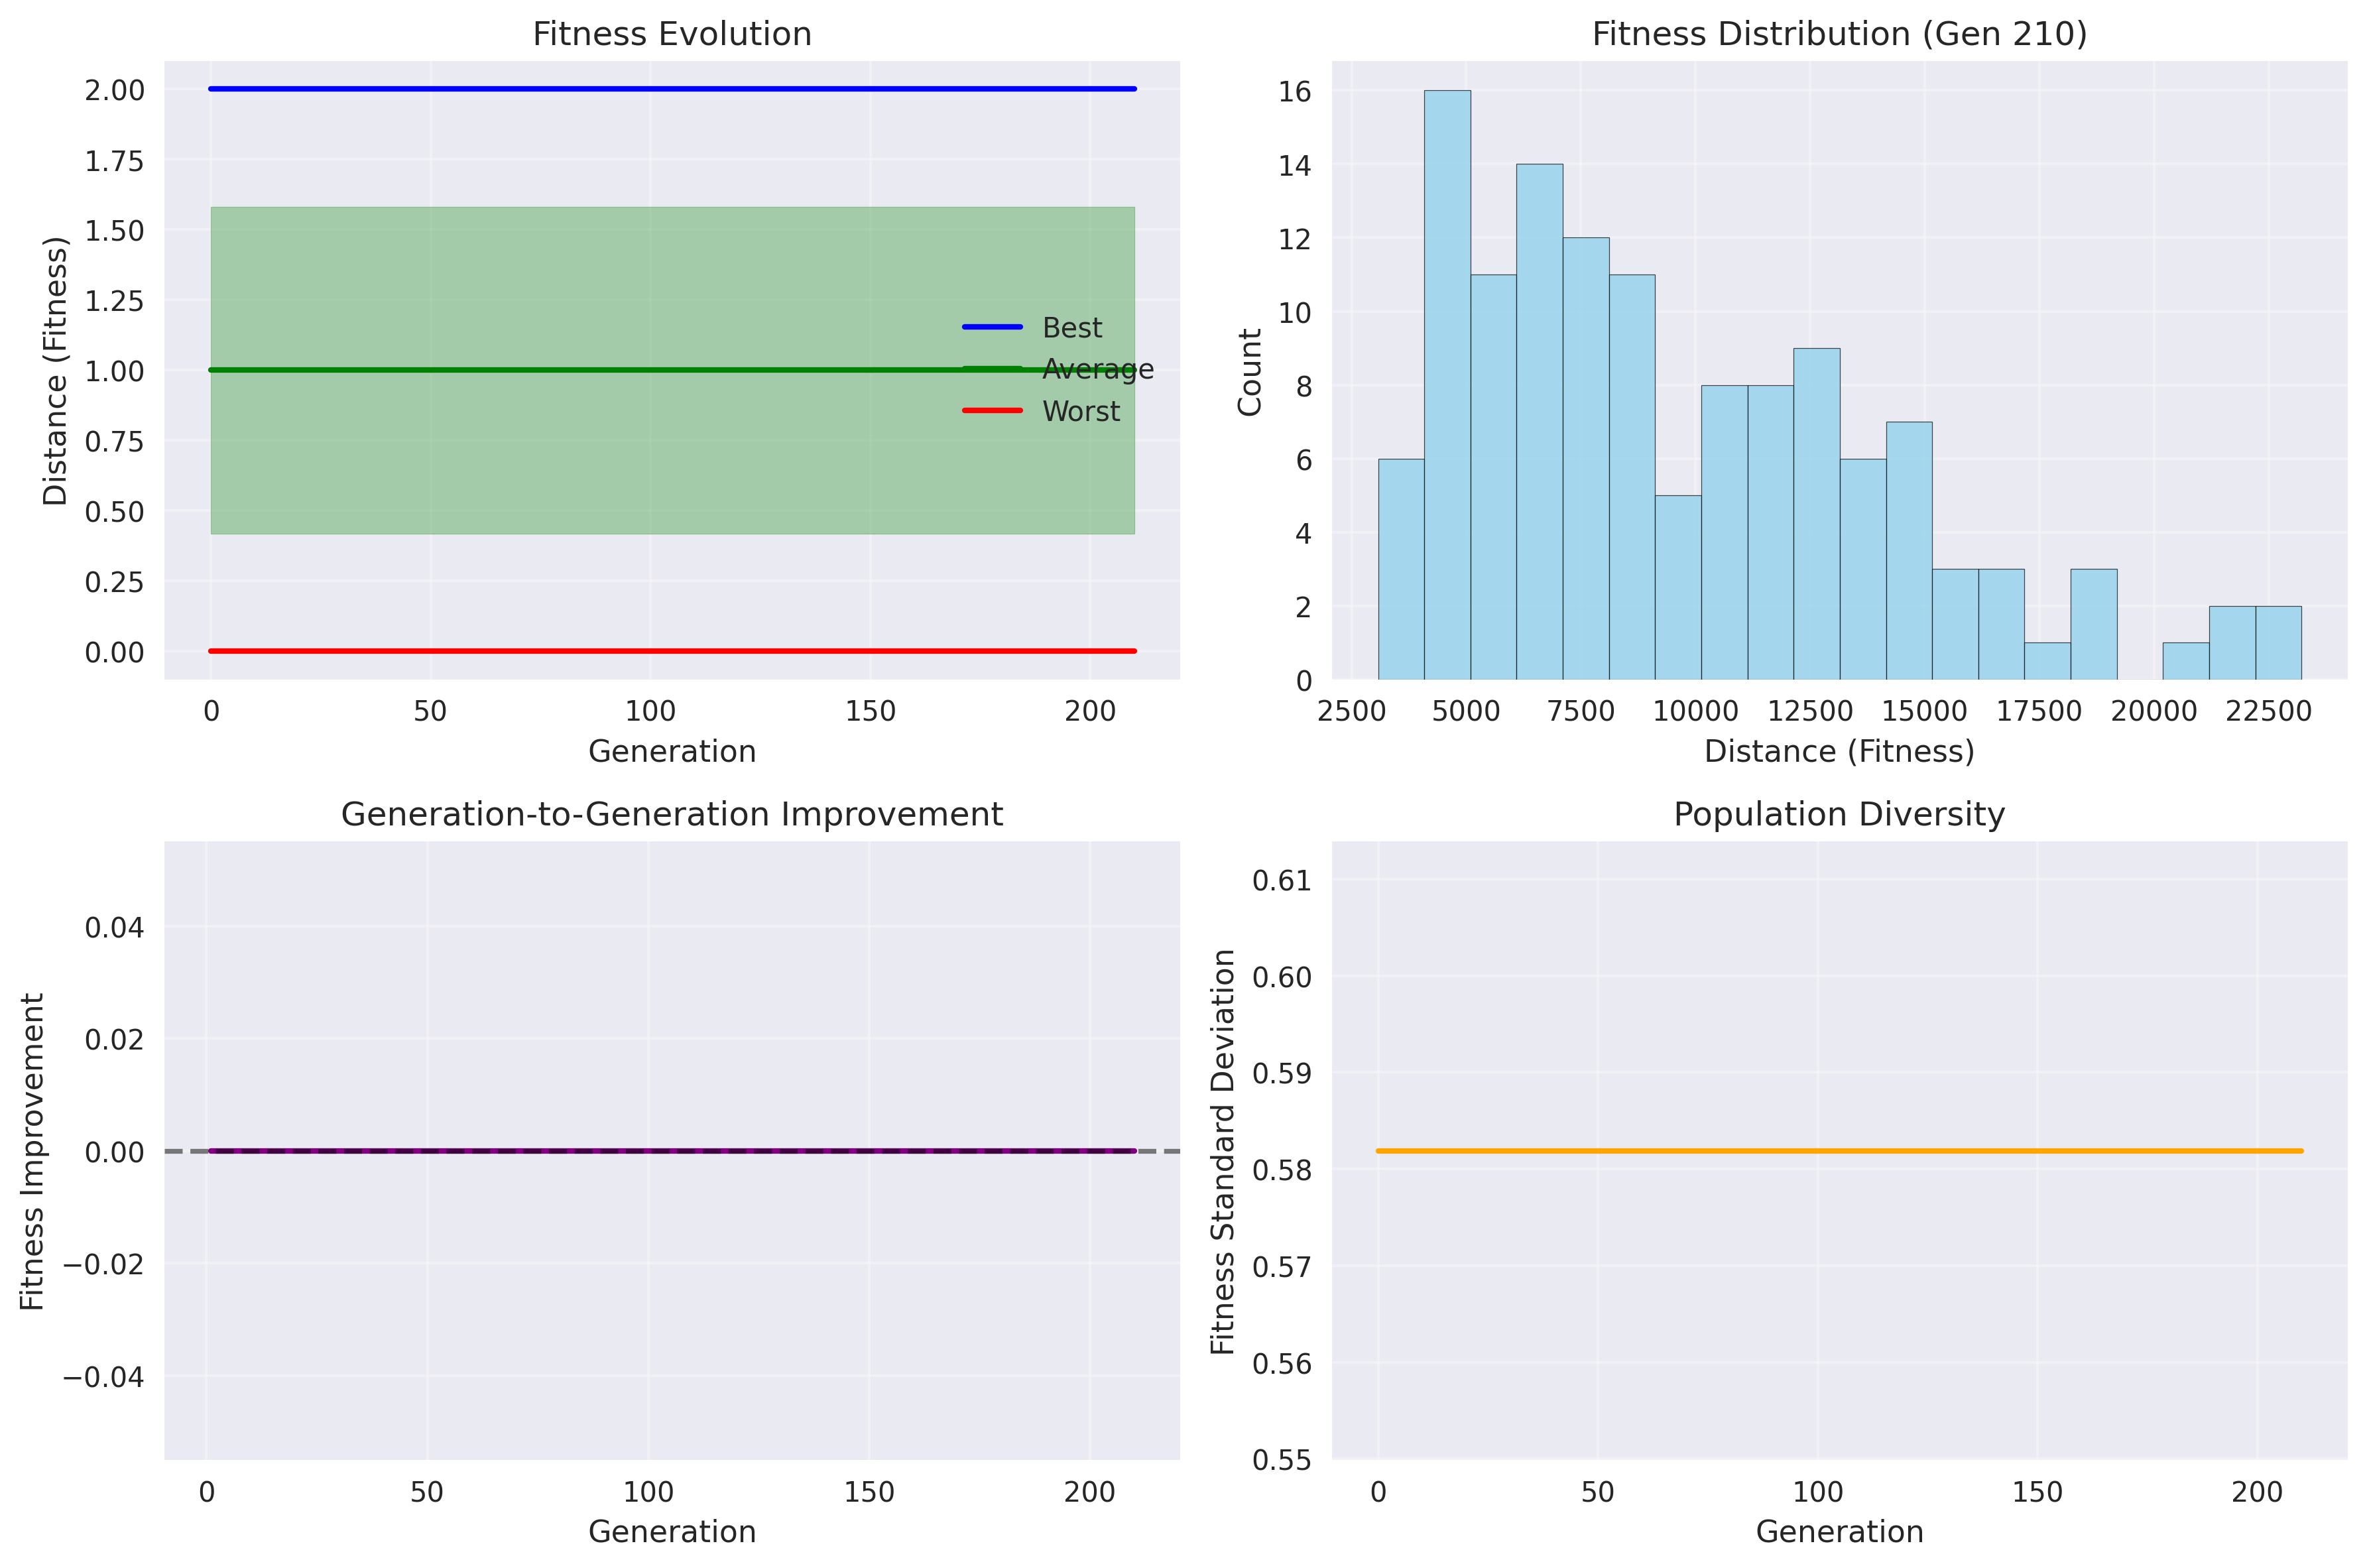 Fitness Evolution
Distance (Fitness)
2.00
1.75
1.50
1.25
1.00
0.75
0.50
0.25
0.00
Best
Average
Worst
0 50 100 150 200
Generation
Fitness Distribution (Gen 210)
Count
16
14
12
10
8
6
4
2
0
2500 5000 7500 10000 12500 15000 17500 20000 22500
Distance (Fitness)
Generation-to-Generation Improvement
Fitness Improvement
0.04
0.02
0.00
−0.02
−0.04
0 50 100 150 200
Generation
Population Diversity
Fitness Standard Deviation
0.61
0.60
0.59
0.58
0.57
0.56
0.55
0 50 100 150 200
Generation